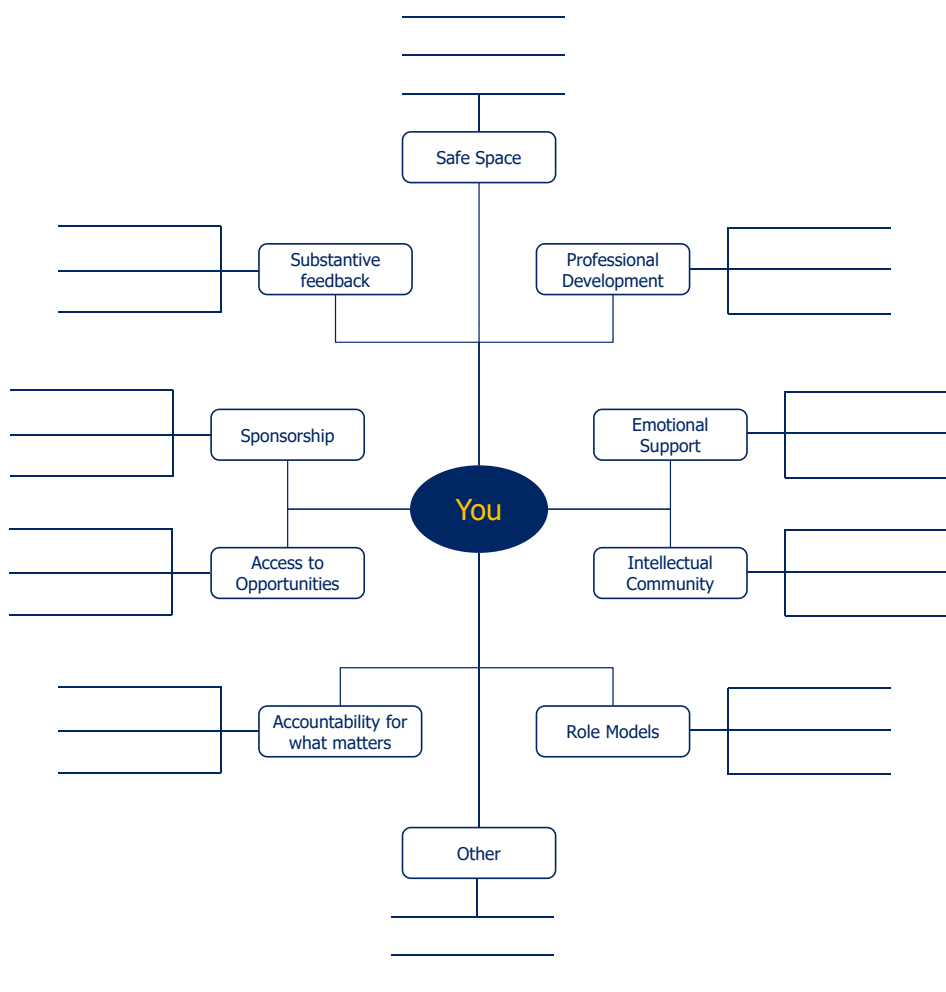 Safe Space
Substantive
feedback
Professional
Development
Sponsorship
Emotional
Support
You
Access to
Opportunities
Intellectual
Community
Accountability for
what matters
Role Models
Other